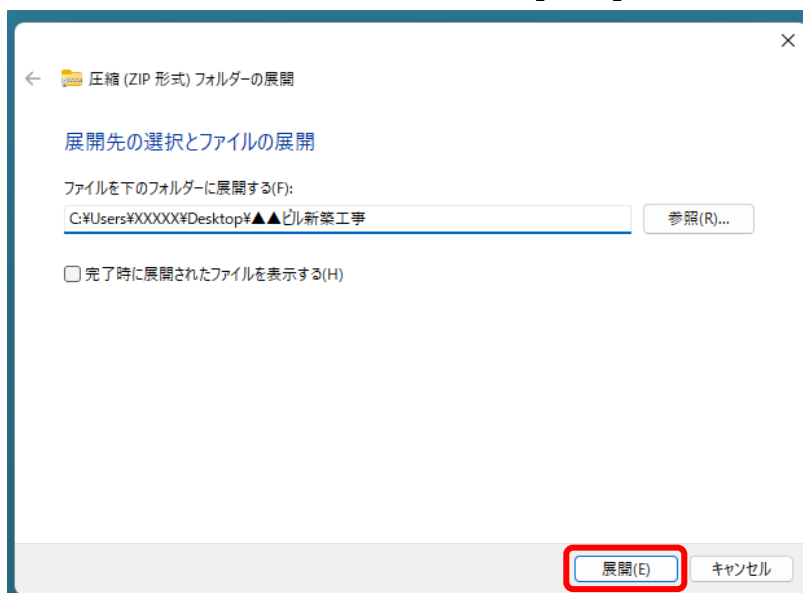 圧縮 (ZIP 形式) フォルダーの展開
展開先の選択とファイルの展開
ファイルを下のフォルダーに展開する(F):
C:¥Users¥XXXXX¥Desktop¥▲▲ビル新築工事
参照(R)...
完了時に展開されたファイルを表示する(H)
展開(E)
キャンセル